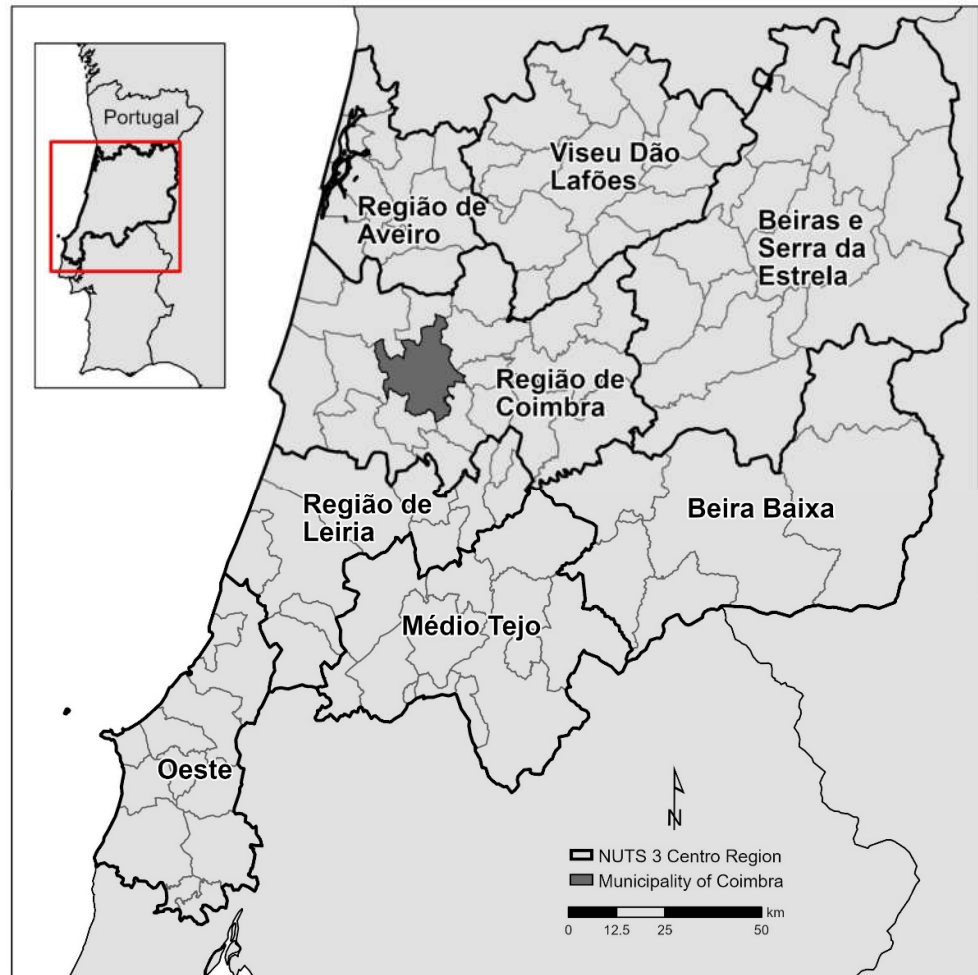 Portugal
Viseu Dão
Lafões
Região de
Aveiro
Beiras e
Serra da
Estrela
Região de
Coimbra
Região de
Leiria
Beira Baixa
Médio Tejo
Oeste
N
NUTS 3 Centro Region
Municipality of Coimbra
km
0 12.5 25 50